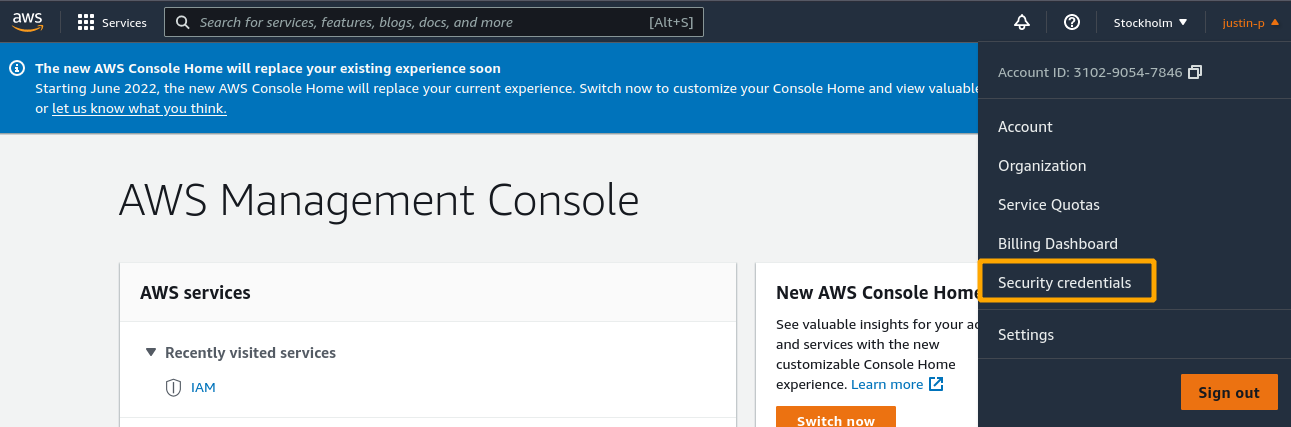 aws Services Search for services, features, blogs, docs, and more [Alt+S] Stockholm justin-p
The new AWS Console Home will replace your existing experience soon
Starting June 2022, the new AWS Console Home will replace your current experience. Switch now to customize your Console Home and view valuable
or let us know what you think.
Account ID: 3102-9054-7846
Account
Organization
Service Quotas
Billing Dashboard
Security credentials
Settings
Sign out
AWS Management Console
AWS services
Recently visited services
IAM
New AWS Console Home
See valuable insights for your ac
and services with the new
customizable Console Home
experience. Learn more
Switch now